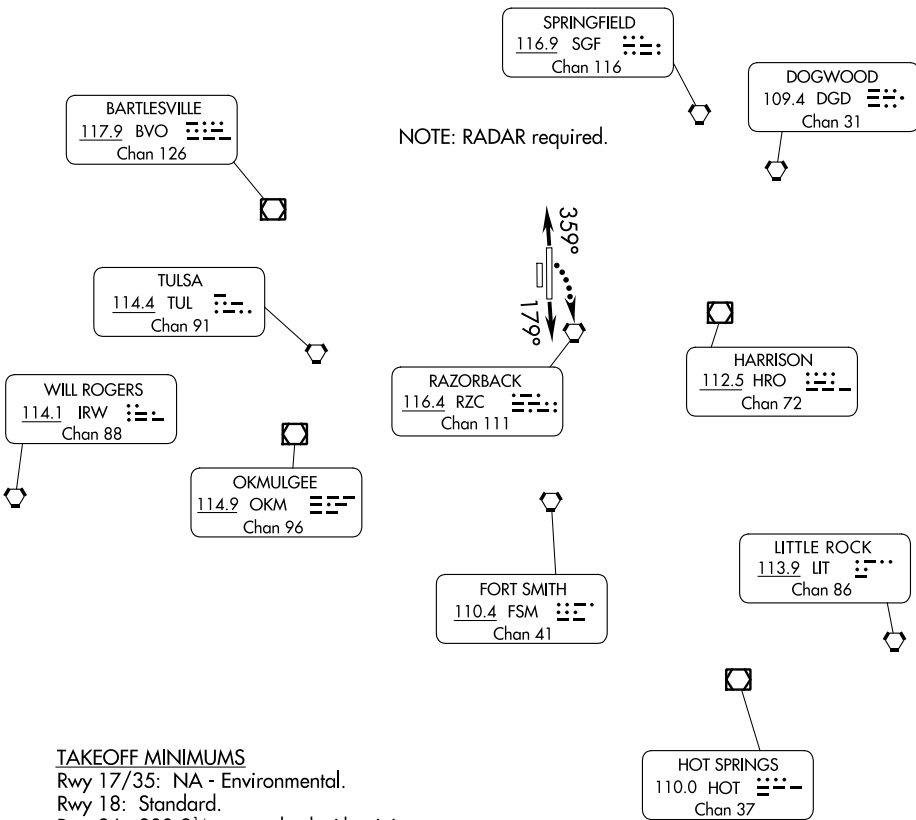 SPRINGFIELD
116.9 SGF
Chan 116
DOGWOOD
109.4 DGD
Chan 31
BARTLESVILLE
117.9 BVO
Chan 126
NOTE: RADAR required.
359°
179°
TULSA
114.4 TUL
Chan 91
HARRISON
112.5 HRO
Chan 72
RAZORBACK
116.4 RZC
Chan 111
WILL ROGERS
114.1 IRW
Chan 88
OKMULGEE
114.9 OKM
Chan 96
LITTLE ROCK
113.9 LIT
Chan 86
FORT SMITH
110.4 FSM
Chan 41
HOT SPRINGS
110.0 HOT
Chan 37
TAKEOFF MINIMUMS
Rwy 17/35: NA - Environmental.
Rwy 18: Standard.